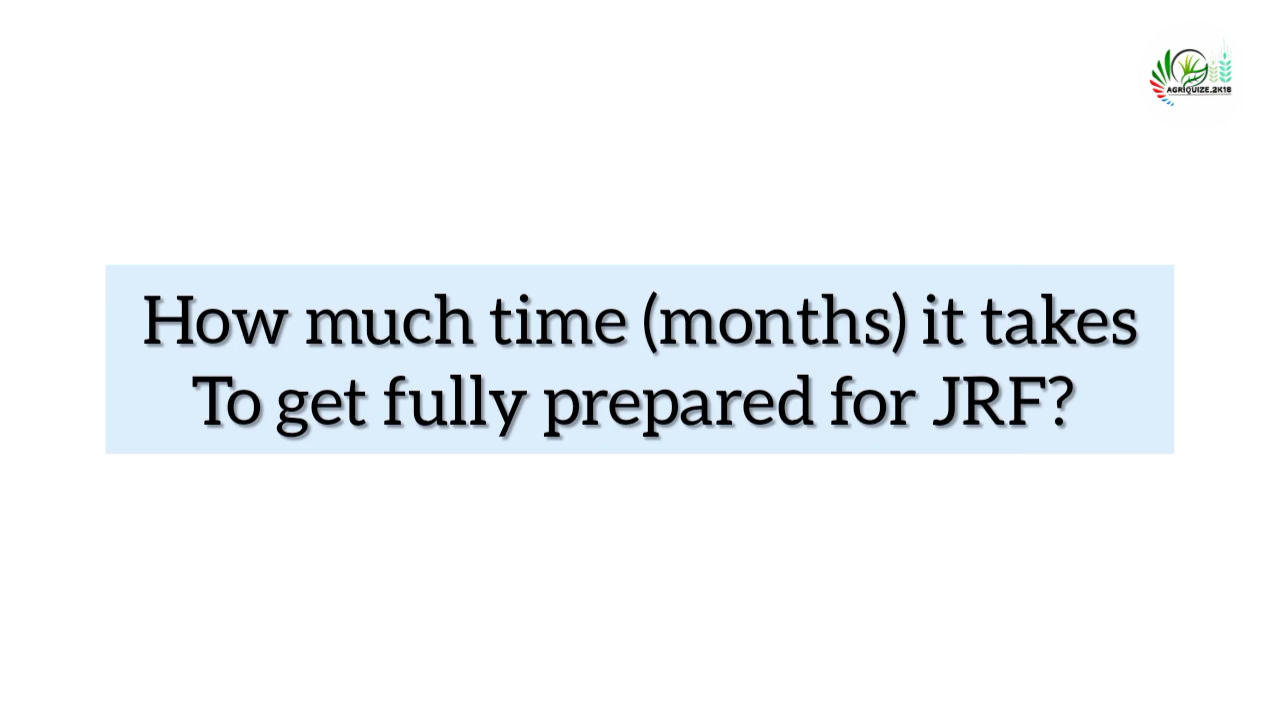 AGRIQUIZE.2K18
How much time (months) it takes
To get fully prepared for JRF?